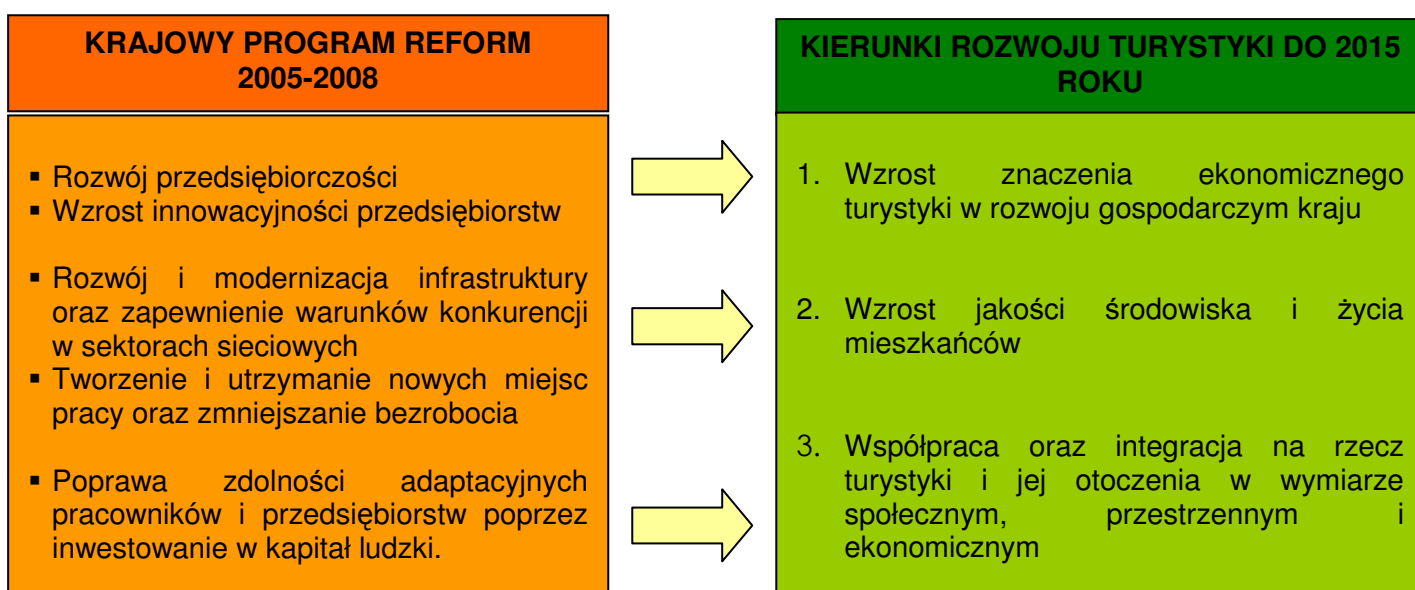 KRAJOWY PROGRAM REFORM
2005-2008
▪ Rozwój przedsiębiorczości
▪ Wzrost innowacyjności przedsiębiorstw
▪ Rozwój i modernizacja infrastruktury
oraz zapewnienie warunków konkurencji
w sektorach sieciowych
▪ Tworzenie i utrzymanie nowych miejsc
pracy oraz zmniejszanie bezrobocia
▪ Poprawa zdolności adaptacyjnych
pracowników i przedsiębiorstw poprzez
inwestowanie w kapitał ludzki.
KIERUNKI ROZWOJU TURYSTYKI DO 2015
ROKU
1. Wzrost znaczenia ekonomicznego
turystyki w rozwoju gospodarczym kraju
2. Wzrost jakości środowiska i życia
mieszkańców
3. Współpraca oraz integracja na rzecz
turystyki i jej otoczenia w wymiarze
społecznym, przestrzennym i
ekonomicznym